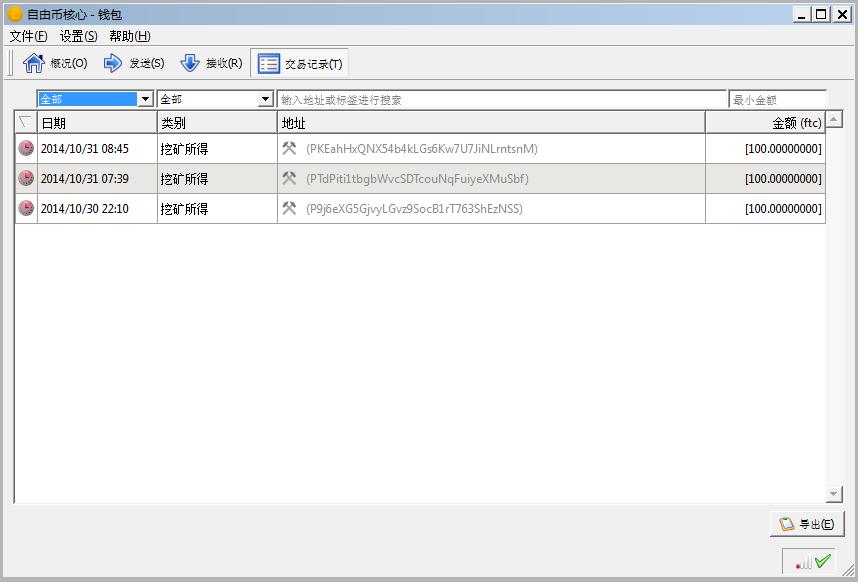 自由币核心 - 钱包
文件(F) 设置(S) 帮助(H)
概况(O) 发送(S) 接收(R) 交易记录(T)
全部 全部 输入地址或标签进行搜索 最小金额
日期 类别 地址 金额 (ftc)
2014/10/31 08:45 挖矿所得 (PKEahHxQNX54b4kLGs6Kw7U7JiNLrntsnM) [100.00000000]
2014/10/31 07:39 挖矿所得 (PTdPiti1tbgbWvcSDTcouNqFuiyeXMuSbf) [100.00000000]
2014/10/30 22:10 挖矿所得 (P9j6eXG5GjvyLGvz9SocB1rT763ShEzNSS) [100.00000000]
导出(E)